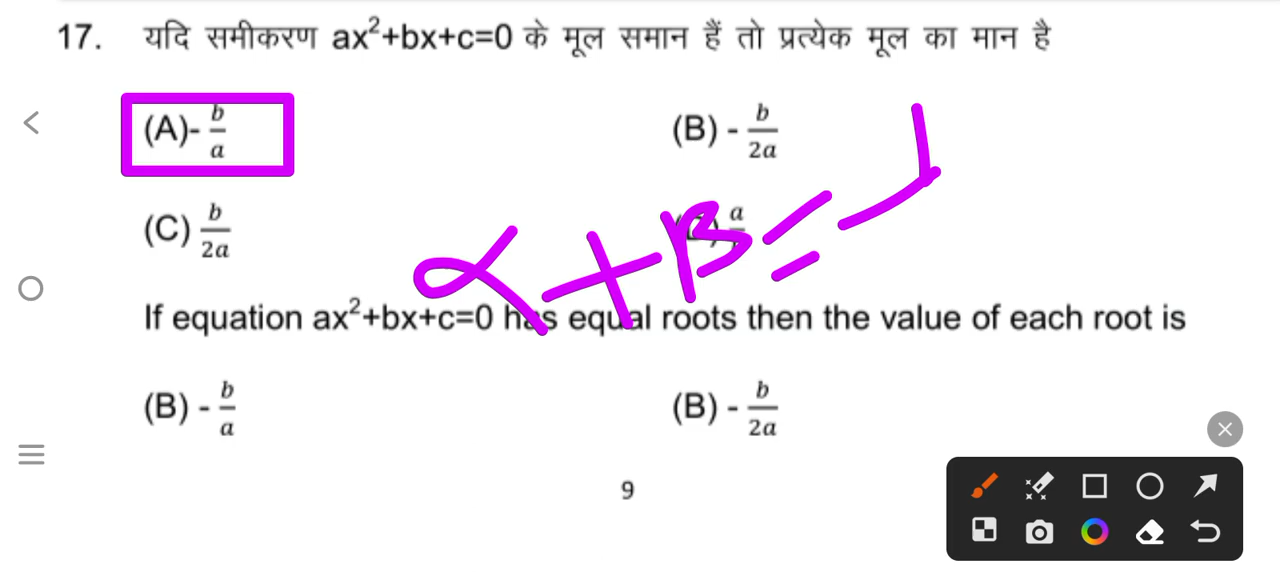 17. यदि समीकरण ax²+bx+c=0 के मूल समान हैं तो प्रत्येक मूल का मान है
(A)- b/a (B) - b/2a
(C) b/2a a
α+β=-
If equation ax²+bx+c=0 has equal roots then the value of each root is
(B) - b/a (B) - b/2a
9